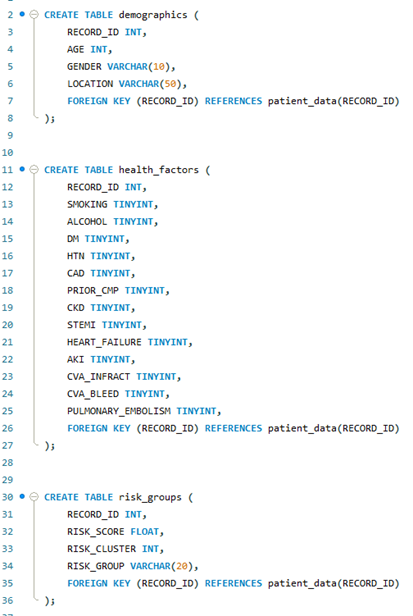 2 CREATE TABLE demographics (
3 RECORD_ID INT,
4 AGE INT,
5 GENDER VARCHAR(10),
6 LOCATION VARCHAR(50),
7 FOREIGN KEY (RECORD_ID) REFERENCES patient_data(RECORD_ID)
8 );
9
10
11 CREATE TABLE health_factors (
12 RECORD_ID INT,
13 SMOKING TINYINT,
14 ALCOHOL TINYINT,
15 DM TINYINT,
16 HTN TINYINT,
17 CAD TINYINT,
18 PRIOR_CMP TINYINT,
19 CKD TINYINT,
20 STEMI TINYINT,
21 HEART_FAILURE TINYINT,
22 AKI TINYINT,
23 CVA_INFRACT TINYINT,
24 CVA_BLEED TINYINT,
25 PULMONARY_EMBOLISM TINYINT,
26 FOREIGN KEY (RECORD_ID) REFERENCES patient_data(RECORD_ID)
27 );
28
29
30 CREATE TABLE risk_groups (
31 RECORD_ID INT,
32 RISK_SCORE FLOAT,
33 RISK_CLUSTER INT,
34 RISK_GROUP VARCHAR(20),
35 FOREIGN KEY (RECORD_ID) REFERENCES patient_data(RECORD_ID)
36 );